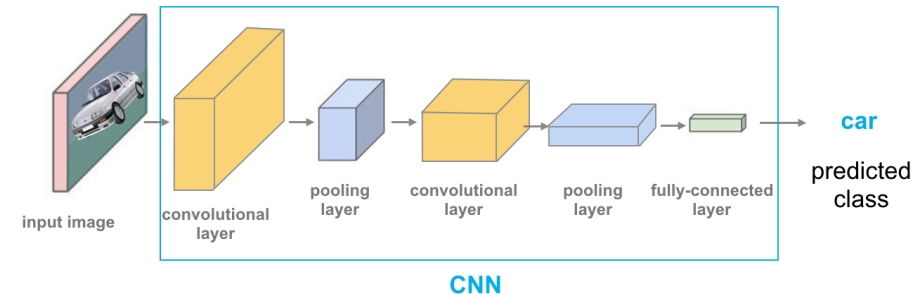 input image
convolutional
layer
pooling
layer
convolutional
layer
pooling
layer
fully-connected
layer
car
predicted
class
CNN